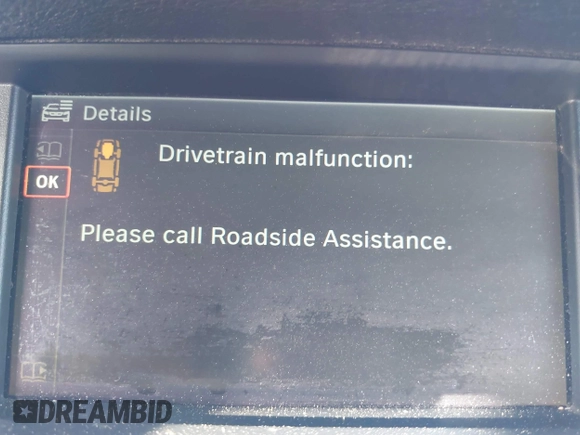 Details
Drivetrain malfunction:
OK
Please call Roadside Assistance.
DREAMBID